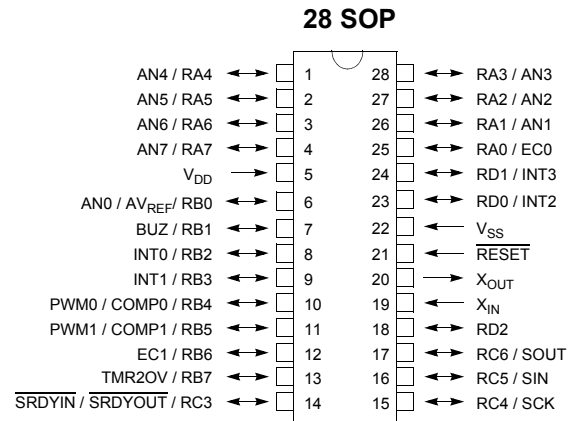 28 SOP
AN4 / RA4 1 28 RA3 / AN3
AN5 / RA5 2 27 RA2 / AN2
AN6 / RA6 3 26 RA1 / AN1
AN7 / RA7 4 25 RA0 / EC0
VDD 5 24 RD1 / INT3
AN0 / AVREF/ RB0 6 23 RD0 / INT2
BUZ / RB1 7 22 VSS
INT0 / RB2 8 21 RESET
INT1 / RB3 9 20 XOUT
PWM0 / COMP0 / RB4 10 19 XIN
PWM1 / COMP1 / RB5 11 18 RD2
EC1 / RB6 12 17 RC6 / SOUT
TMR2OV / RB7 13 16 RC5 / SIN
SRDYIN / SRDYOUT / RC3 14 15 RC4 / SCK